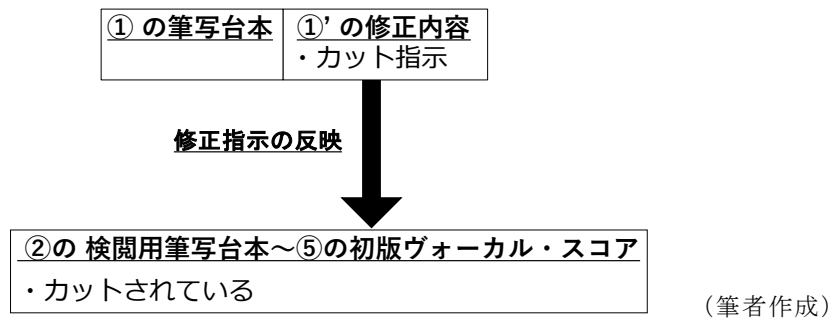 ① の筆写台本
①’ の修正内容
・カット指示
修正指示の反映
②の 検閲用筆写台本～⑤の初版ヴォーカル・スコア
・カットされている
（筆者作成）